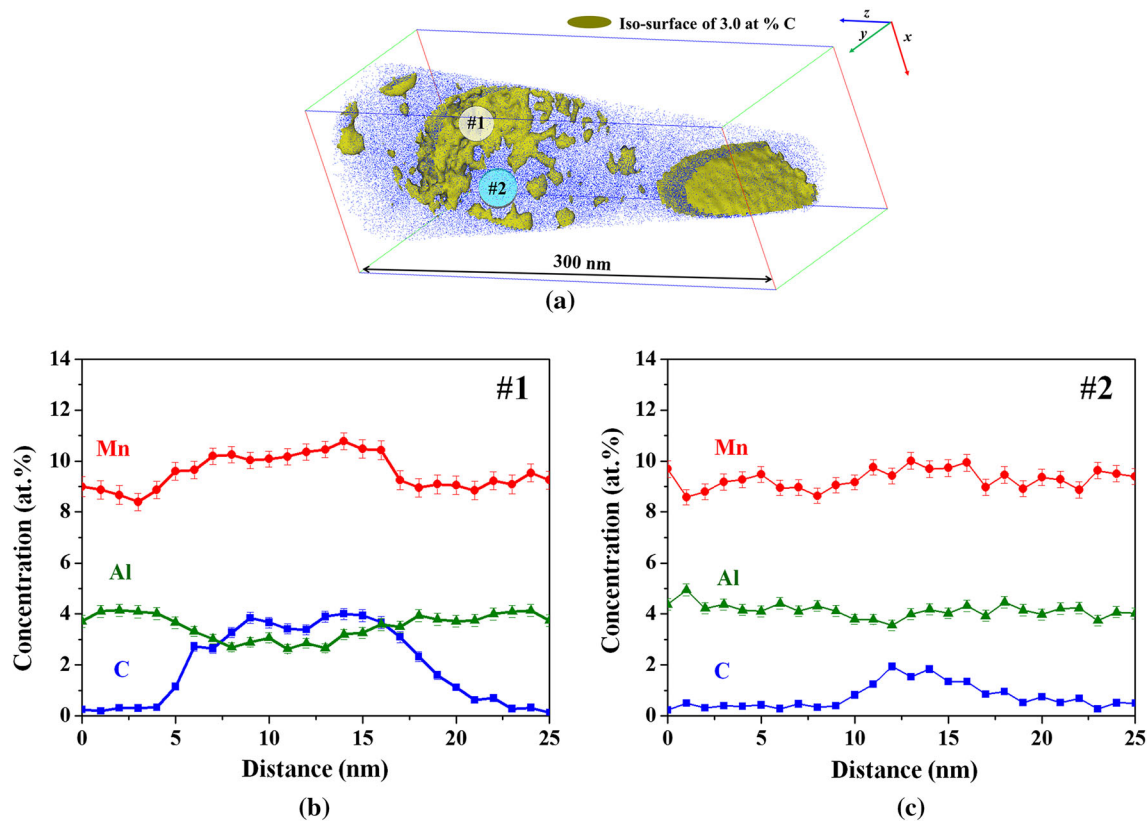 Iso-surface of 3.0 at % C
z
y
x
#1
#2
300 nm
(a)
14
12
10
8
6
4
2
0
Concentration (at.%)
#1
Mn
Al
C
0 5 10 15 20 25
Distance (nm)
(b)
14
12
10
8
6
4
2
0
Concentration (at.%)
#2
Mn
Al
C
0 5 10 15 20 25
Distance (nm)
(c)